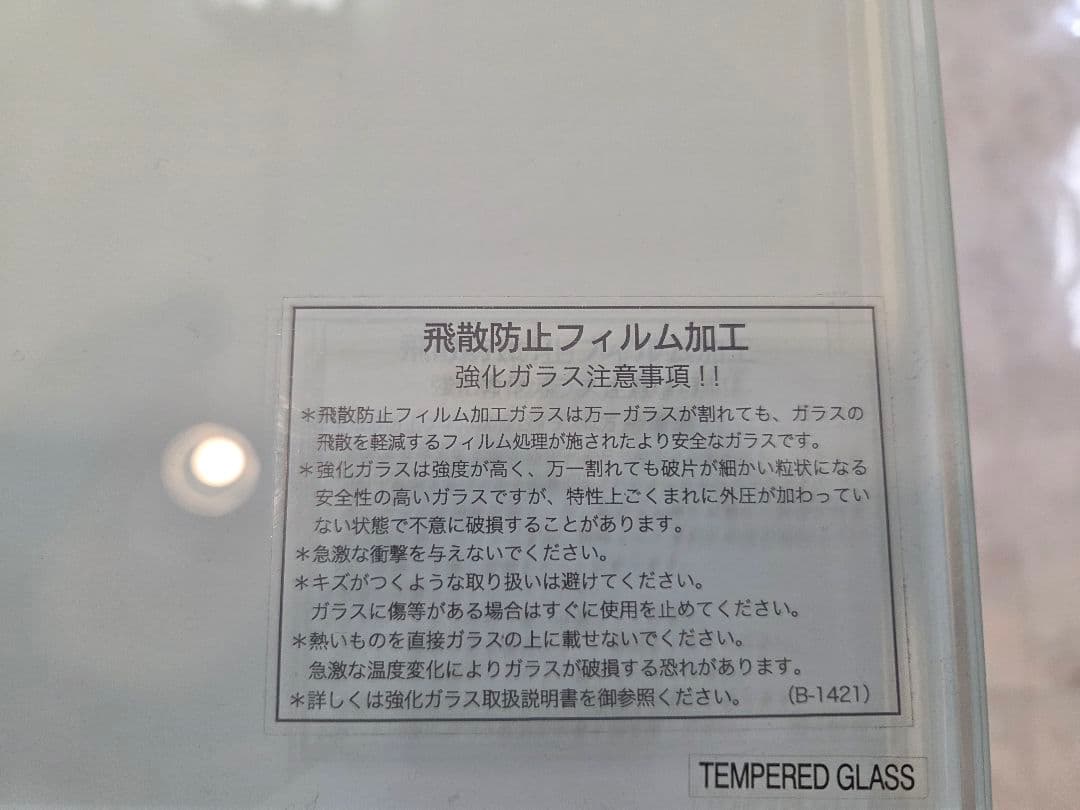 飛散防止フィルム加工
強化ガラス注意事項!!
＊飛散防止フィルム加工ガラスは万一ガラスが割れても、ガラスの
飛散を軽減するフィルム処理が施されたより安全なガラスです。
＊強化ガラスは強度が高く、万一割れても破片が細かい粒状になる
安全性の高いガラスですが、特性上ごくまれに外圧が加わってい
ない状態で不意に破損することがあります。
＊急激な衝撃を与えないでください。
＊キズがつくような取り扱いは避けてください。
ガラスに傷等がある場合はすぐに使用を止めてください。
＊熱いものを直接ガラスの上に載せないでください。
急激な温度変化によりガラスが破損する恐れがあります。
＊詳しくは強化ガラス取扱説明書を御参照ください。 (B-1421)
TEMPERED GLASS